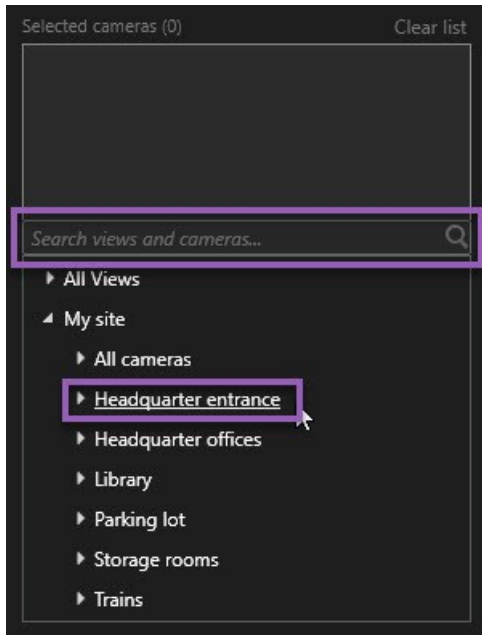 Selected cameras (0) Clear list
Search views and cameras...
All Views
My site
All cameras
Headquarter entrance
Headquarter offices
Library
Parking lot
Storage rooms
Trains